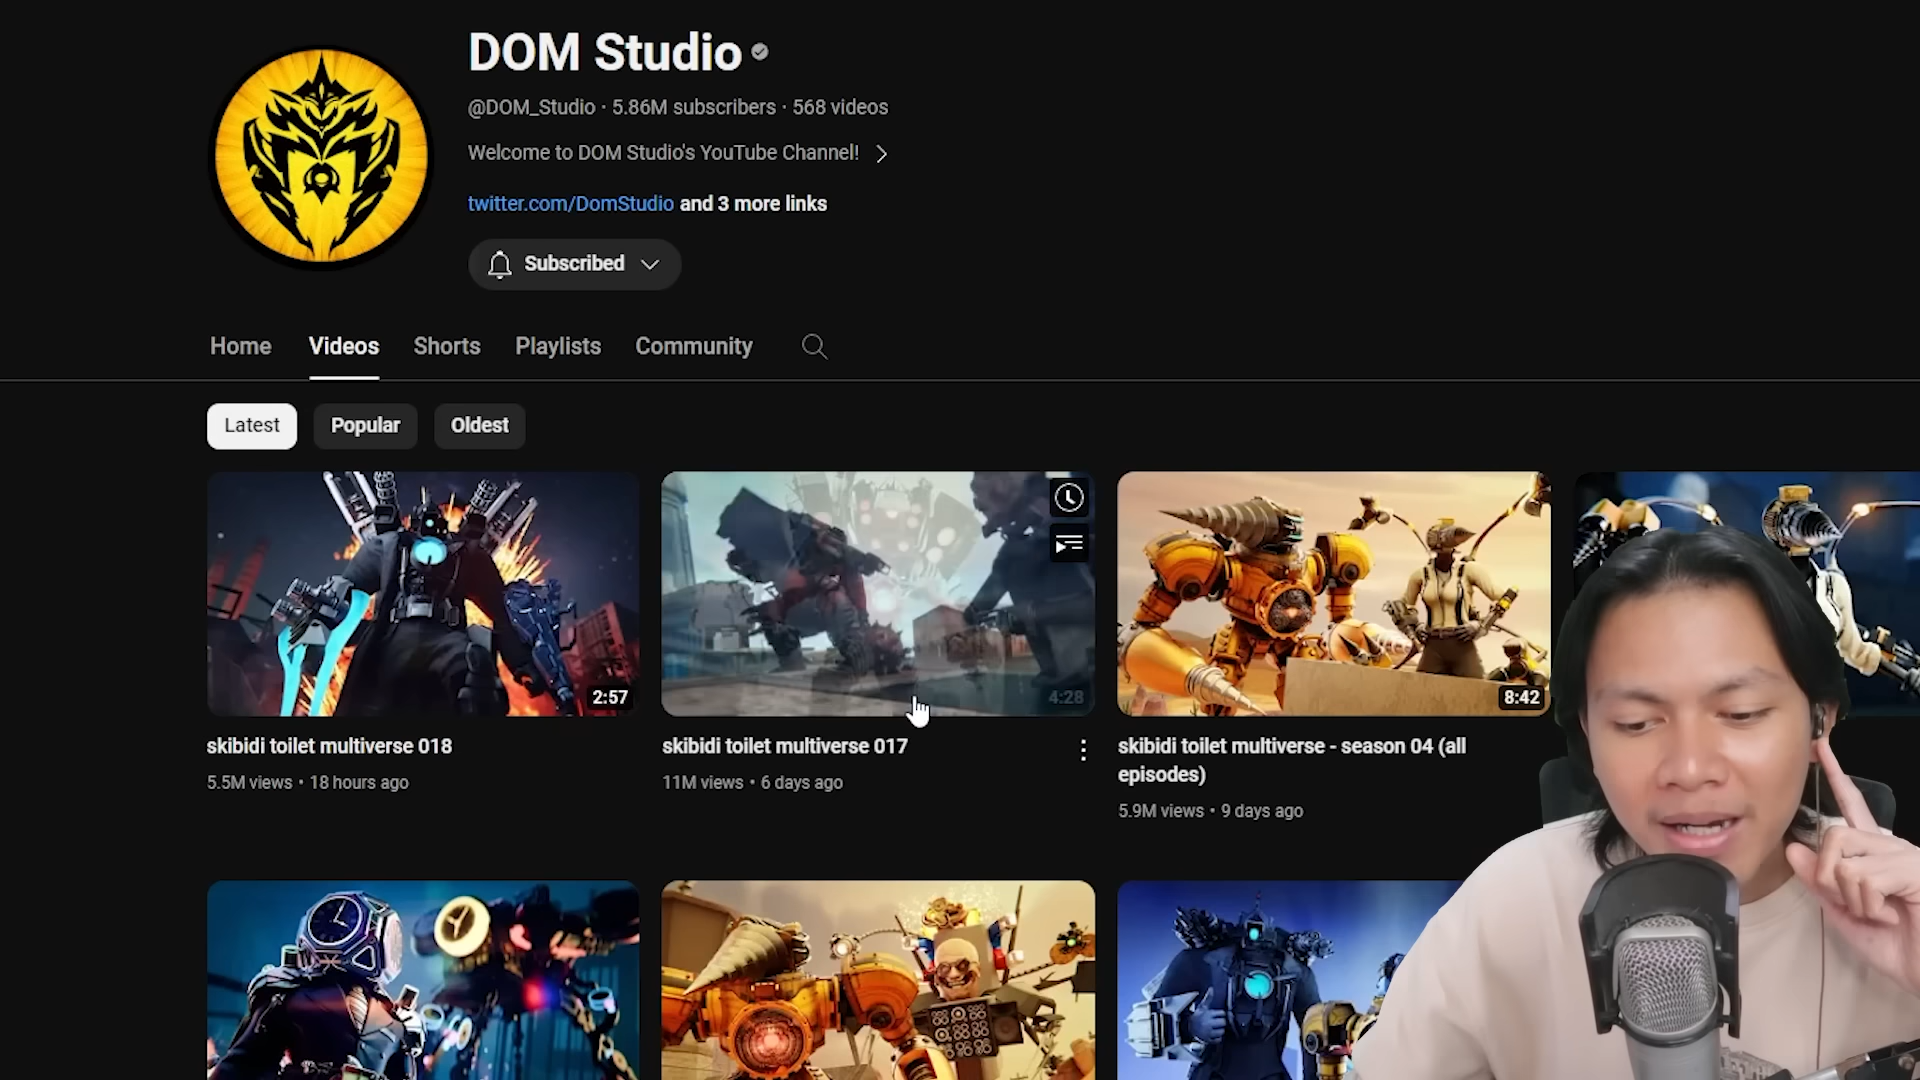 DOM Studio
@DOM_Studio · 5.86M subscribers · 568 videos
Welcome to DOM Studio's YouTube Channel!
twitter.com/DomStudio and 3 more links
Subscribed
Home Videos Shorts Playlists Community
Latest Popular Oldest
2:57
4:28
8:42
skibidi toilet multiverse 018
5.5M views • 18 hours ago
skibidi toilet multiverse 017
11M views • 6 days ago
skibidi toilet multiverse - season 04 (all
episodes)
5.9M views • 9 days ago